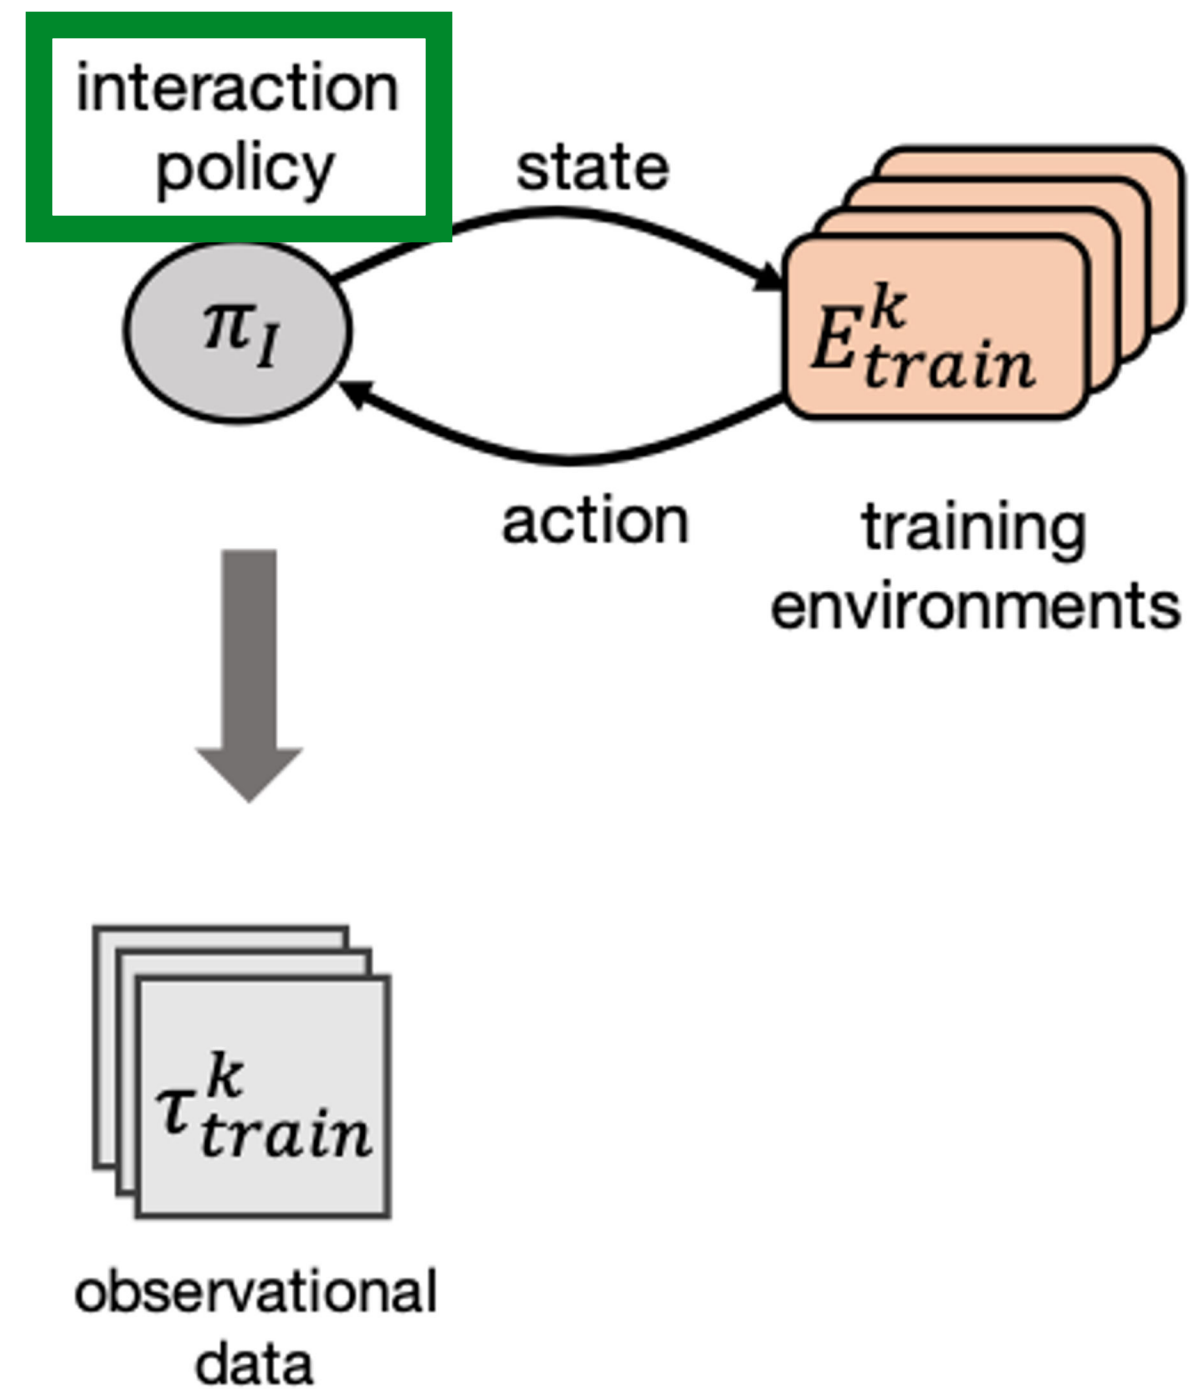 interaction
policy
state
π_I
E^k_train
action
training
environments
τ^k_train
observational
data